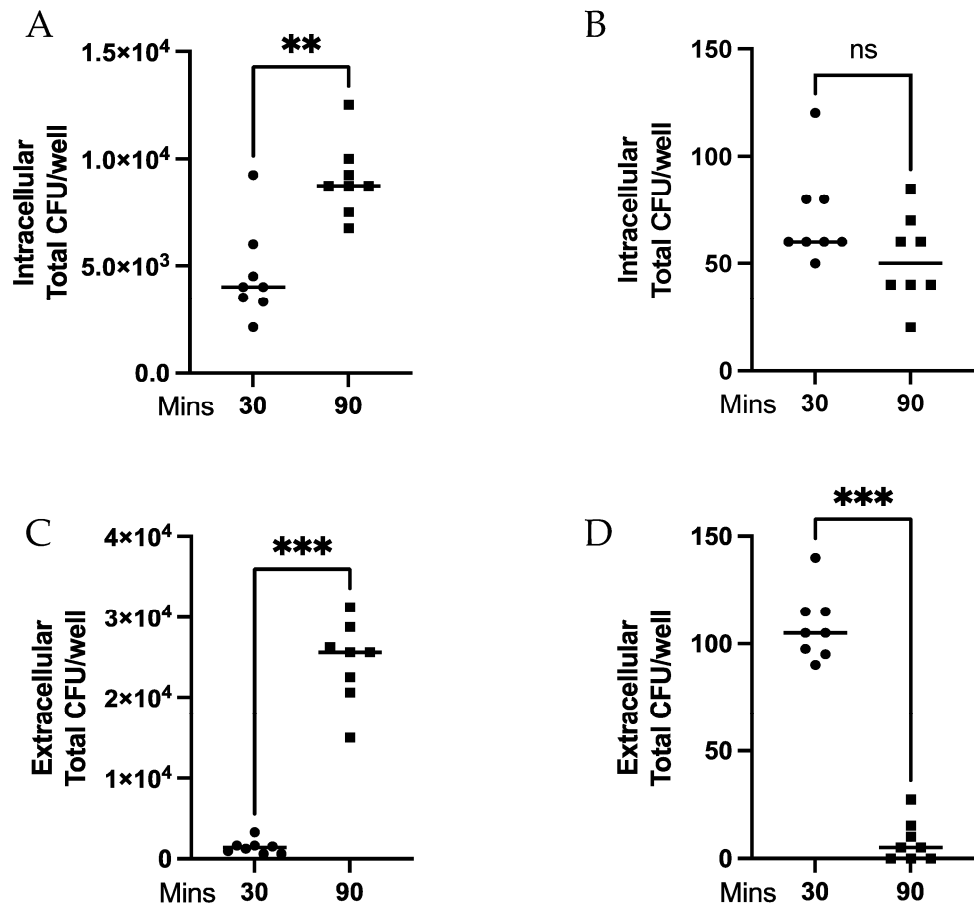 A
Intracellular
Total CFU/well
1.5×10⁴
1.0×10⁴
5.0×10³
0.0
**
Mins 30 90
B
Intracellular
Total CFU/well
150
100
50
0
ns
Mins 30 90
C
Extracellular
Total CFU/well
4×10⁴
3×10⁴
2×10⁴
1×10⁴
0
***
Mins 30 90
D
Extracellular
Total CFU/well
150
100
50
0
***
Mins 30 90